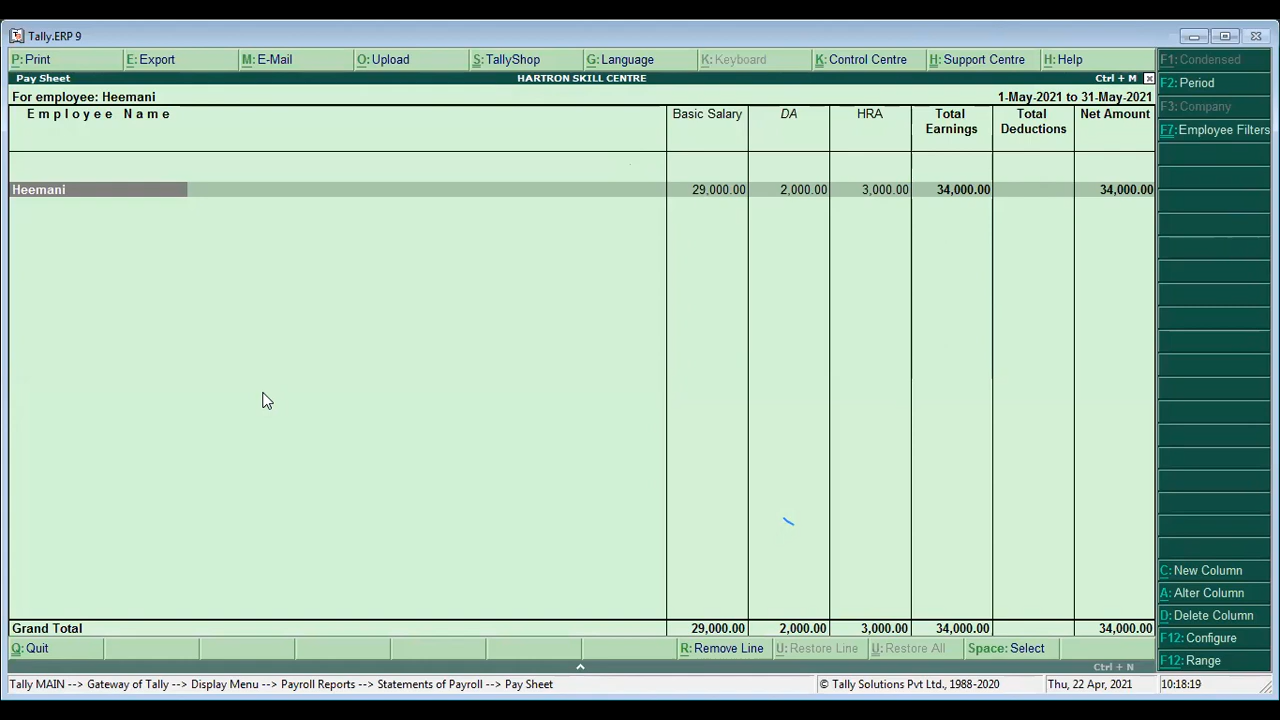 Tally.ERP 9
P: Print E: Export M: E-Mail O: Upload S: TallyShop G: Language K: Keyboard K: Control Centre H: Support Centre H: Help
Pay Sheet HARTRON SKILL CENTRE Ctrl + M
For employee: Heemani 1-May-2021 to 31-May-2021
Employee Name Basic Salary DA HRA Total Earnings Total Deductions Net Amount
Heemani 29,000.00 2,000.00 3,000.00 34,000.00 34,000.00
Grand Total 29,000.00 2,000.00 3,000.00 34,000.00 34,000.00
Q: Quit R: Remove Line U: Restore Line U: Restore All Space: Select
Ctrl + N
Tally MAIN --> Gateway of Tally --> Display Menu --> Payroll Reports --> Statements of Payroll --> Pay Sheet © Tally Solutions Pvt Ltd., 1988-2020 Thu, 22 Apr, 2021 10:18:19
F1: Condensed
F2: Period
F3: Company
F7: Employee Filters
C: New Column
A: Alter Column
D: Delete Column
F12: Configure
F12: Range